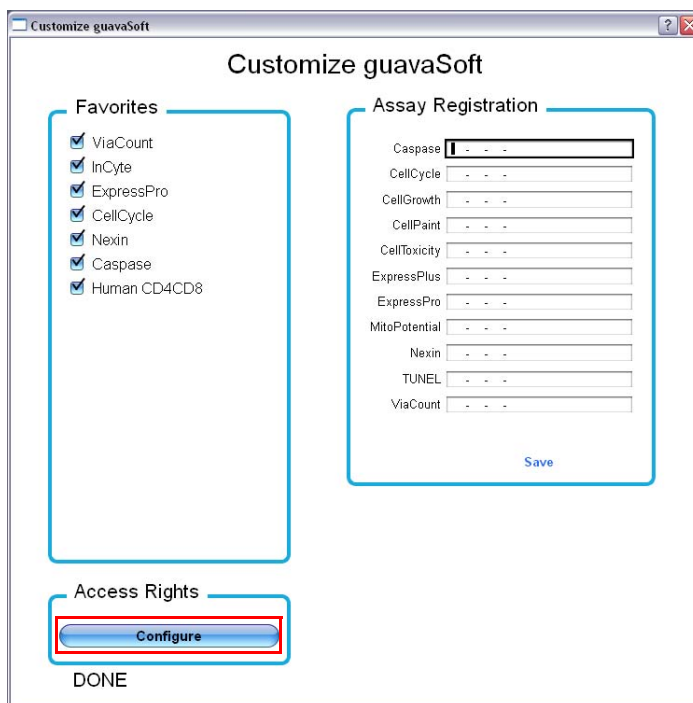 Customize guavaSoft
Customize guavaSoft
Favorites
ViaCount
InCyte
ExpressPro
CellCycle
Nexin
Caspase
Human CD4CD8
Assay Registration
Caspase - - -
CellCycle - - -
CellGrowth - - -
CellPaint - - -
CellToxicity - - -
ExpressPlus - - -
ExpressPro - - -
MitoPotential - - -
Nexin - - -
TUNEL - - -
ViaCount - - -
Save
Access Rights
Configure
DONE